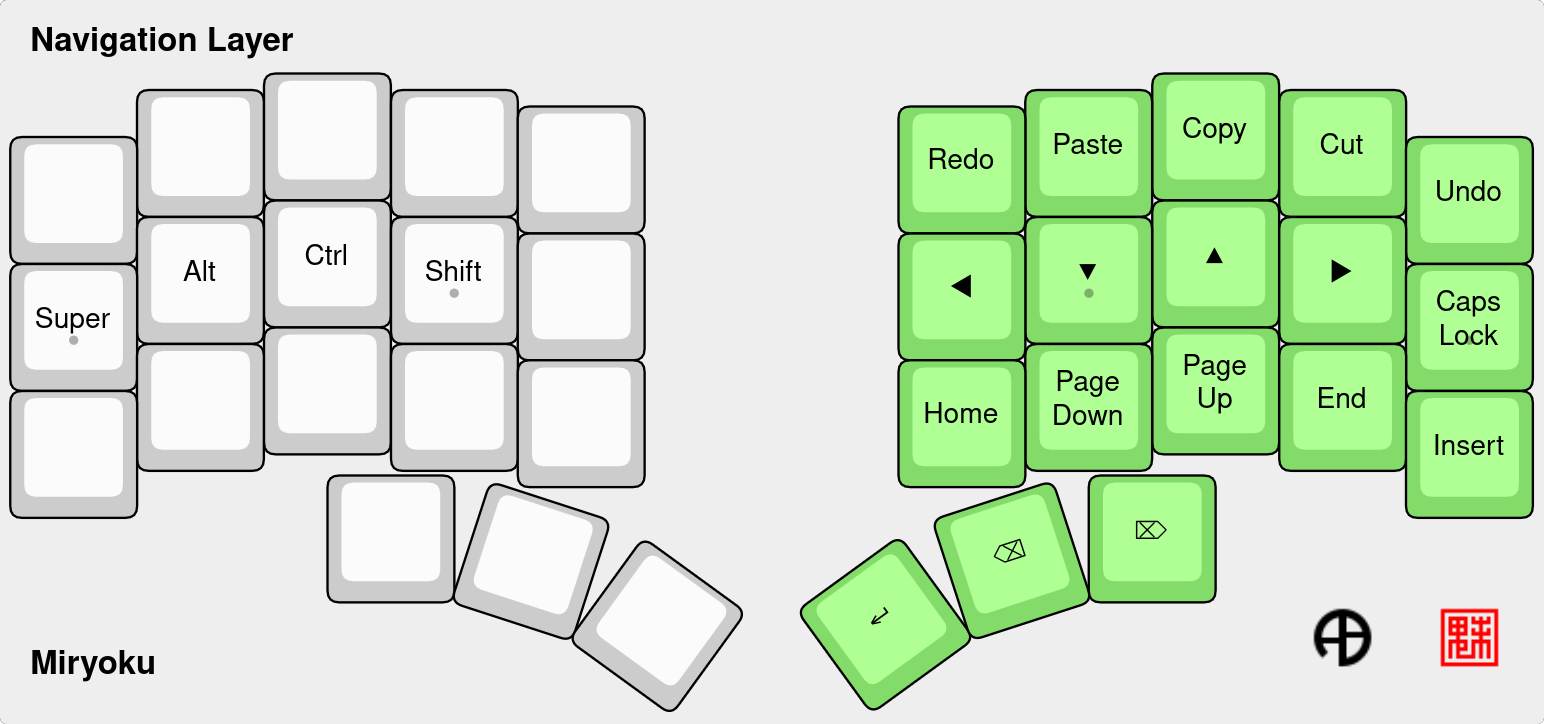 Navigation Layer
Redo
Paste
Copy
Cut
Undo
Super
Alt
Ctrl
Shift
◀
▼
▲
▶
Caps
Lock
Home
Page
Down
Page
Up
End
Insert
↵
⌫
⌦
Miryoku